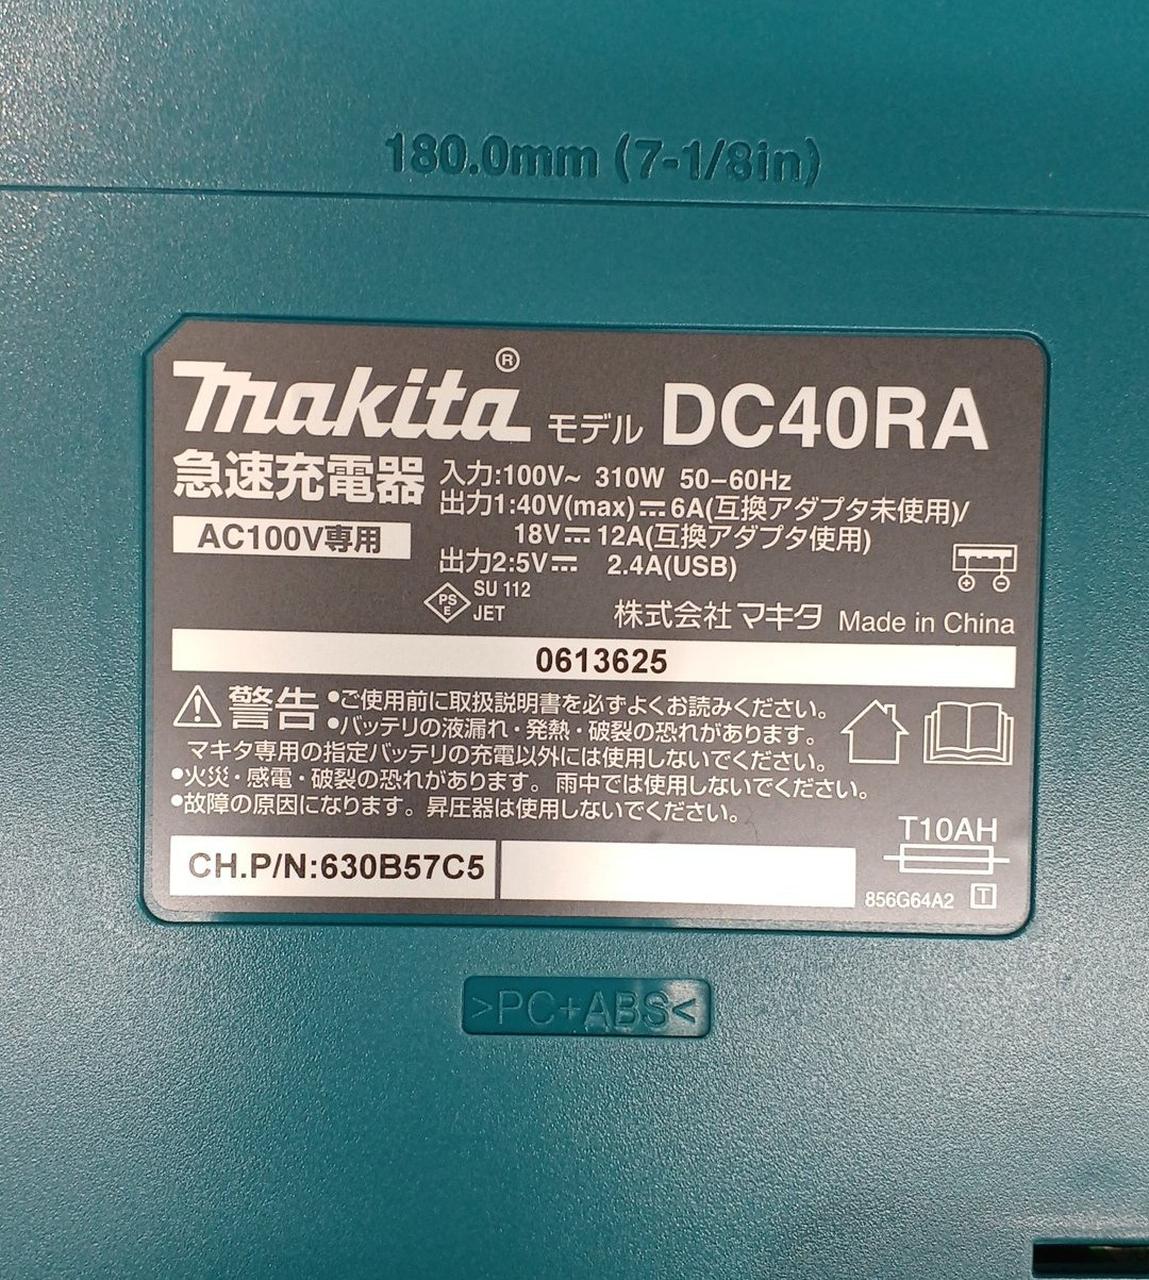 180.0mm (7-1/8in)
makita® モデル DC40RA
急速充電器
AC100V専用
入力:100V~ 310W 50-60Hz
出力1:40V(max)⎓6A(互換アダプタ未使用)/
18V⎓12A(互換アダプタ使用)
出力2:5V⎓ 2.4A(USB)
PS
E
SU 112
JET
株式会社マキタ Made in China
0613625
警告 •ご使用前に取扱説明書を必ずよくお読みください。
•バッテリの液漏れ・発熱・破裂の恐れがあります。
マキタ専用の指定バッテリの充電以外には使用しないでください。
•火災・感電・破裂の恐れがあります。雨中では使用しないでください。
•故障の原因になります。昇圧器は使用しないでください。
T10AH
CH.P/N:630B57C5
856G64A2 T
>PC+ABS<